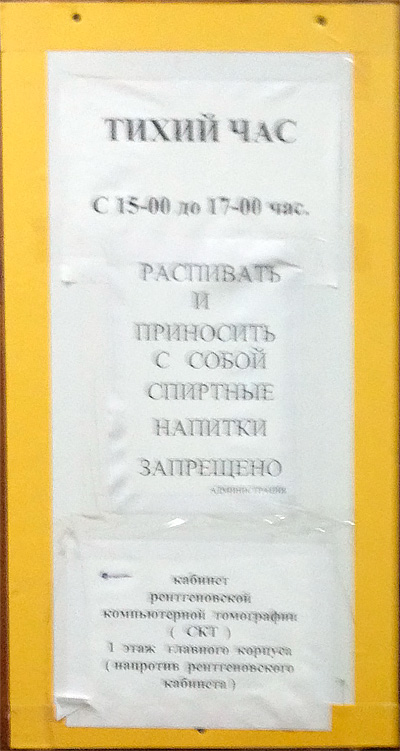 ТИХИЙ ЧАС
С 15-00 до 17-00 час.
РАСПИВАТЬ
И
ПРИНОСИТЬ
С СОБОЙ
СПИРТНЫЕ
НАПИТКИ
ЗАПРЕЩЕНО
АДМИНИСТРАЦИЯ
кабинет
рентгеновской
компьютерной томографии
( СКТ )
1 этаж главного корпуса
( напротив рентгеновского
кабинета )